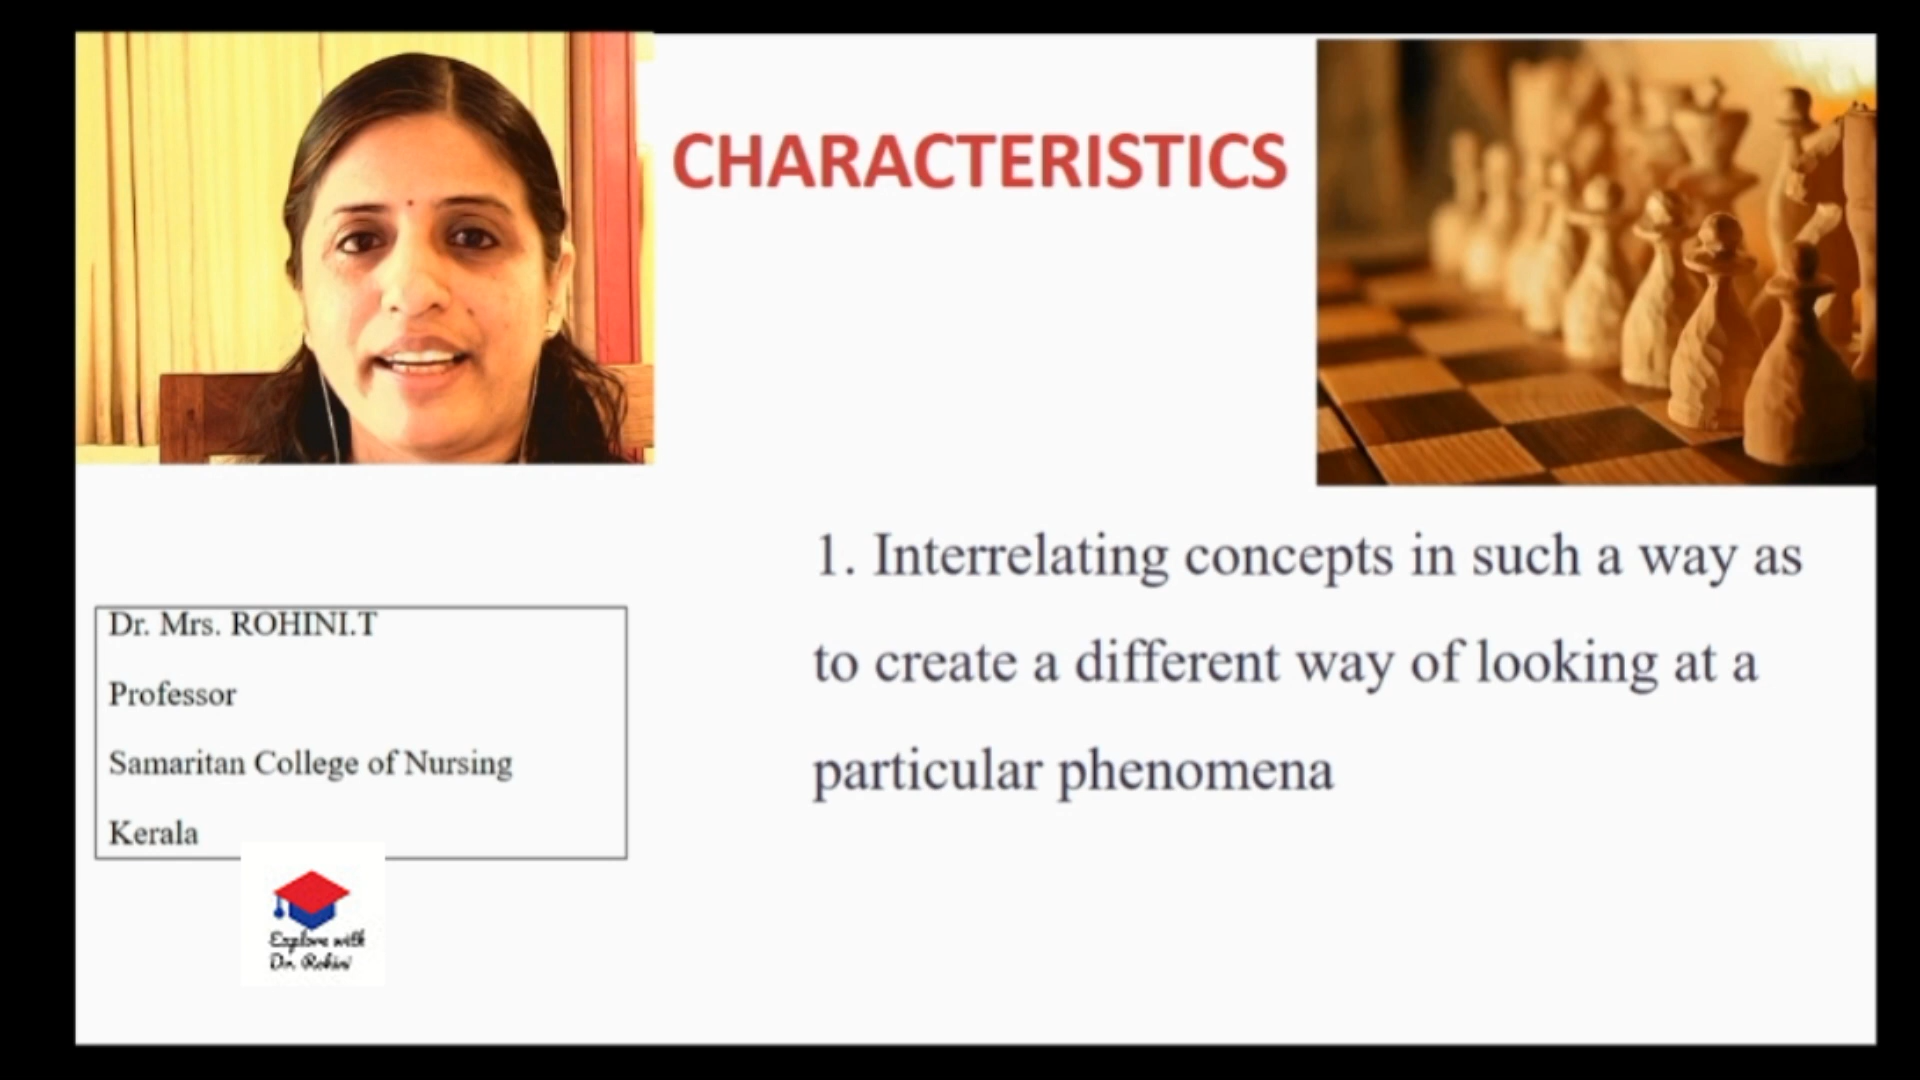 CHARACTERISTICS
1. Interrelating concepts in such a way as
to create a different way of looking at a
particular phenomena
Dr. Mrs. ROHINI.T
Professor
Samaritan College of Nursing
Kerala
Explore with
Dr. Rohini